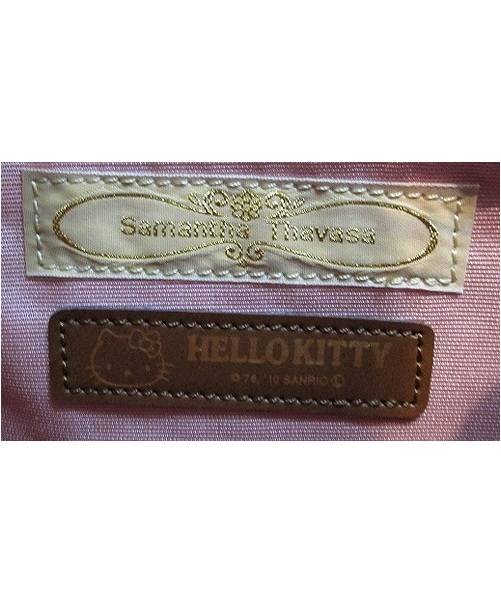 Samantha Thavasa
HELLO KITTY
© 76, '10 SANRIO ©